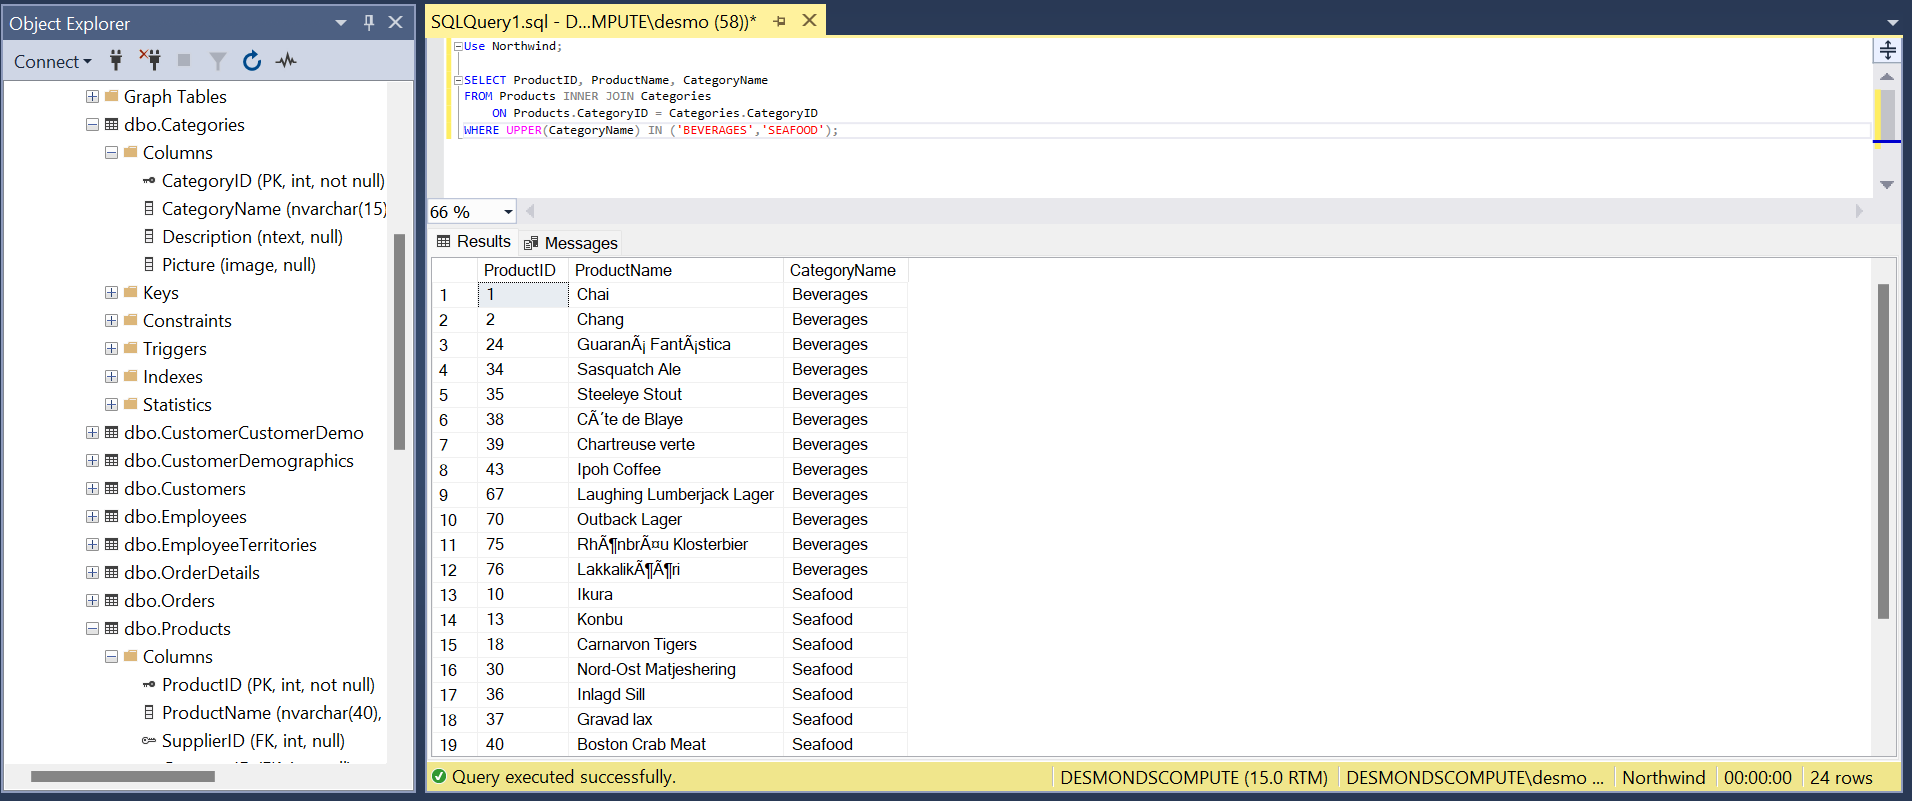 Object Explorer
Connect
Graph Tables
dbo.Categories
Columns
CategoryID (PK, int, not null)
CategoryName (nvarchar(15)
Description (ntext, null)
Picture (image, null)
Keys
Constraints
Triggers
Indexes
Statistics
dbo.CustomerCustomerDemo
dbo.CustomerDemographics
dbo.Customers
dbo.Employees
dbo.EmployeeTerritories
dbo.OrderDetails
dbo.Orders
dbo.Products
Columns
ProductID (PK, int, not null)
ProductName (nvarchar(40),
SupplierID (FK, int, null)
SQLQuery1.sql - D...MPUTE\desmo (58))*
Use Northwind;
SELECT ProductID, ProductName, CategoryName
FROM Products INNER JOIN Categories
ON Products.CategoryID = Categories.CategoryID
WHERE UPPER(CategoryName) IN ('BEVERAGES','SEAFOOD');
66 %
Results Messages
ProductID ProductName CategoryName
1 1 Chai Beverages
2 2 Chang Beverages
3 24 GuaranÃ¡ FantÃ¡stica Beverages
4 34 Sasquatch Ale Beverages
5 35 Steeleye Stout Beverages
6 38 CÃ´te de Blaye Beverages
7 39 Chartreuse verte Beverages
8 43 Ipoh Coffee Beverages
9 67 Laughing Lumberjack Lager Beverages
10 70 Outback Lager Beverages
11 75 RhÃ¶nbrÃ¤u Klosterbier Beverages
12 76 LakkalikÃ¶Ã¶ri Beverages
13 10 Ikura Seafood
14 13 Konbu Seafood
15 18 Carnarvon Tigers Seafood
16 30 Nord-Ost Matjeshering Seafood
17 36 Inlagd Sill Seafood
18 37 Gravad lax Seafood
19 40 Boston Crab Meat Seafood
Query executed successfully. DESMONDSCOMPUTE (15.0 RTM) DESMONDSCOMPUTE\desmo ... Northwind 00:00:00 24 rows